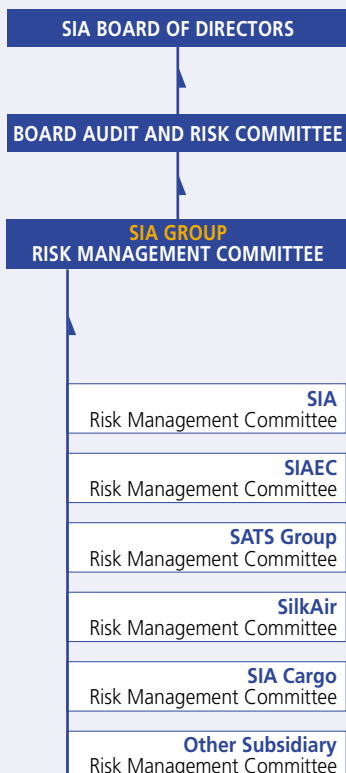 SIA BOARD OF DIRECTORS
BOARD AUDIT AND RISK COMMITTEE
SIA GROUP
RISK MANAGEMENT COMMITTEE
SIA
Risk Management Committee
SIAEC
Risk Management Committee
SATS Group
Risk Management Committee
SilkAir
Risk Management Committee
SIA Cargo
Risk Management Committee
Other Subsidiary
Risk Management Committee